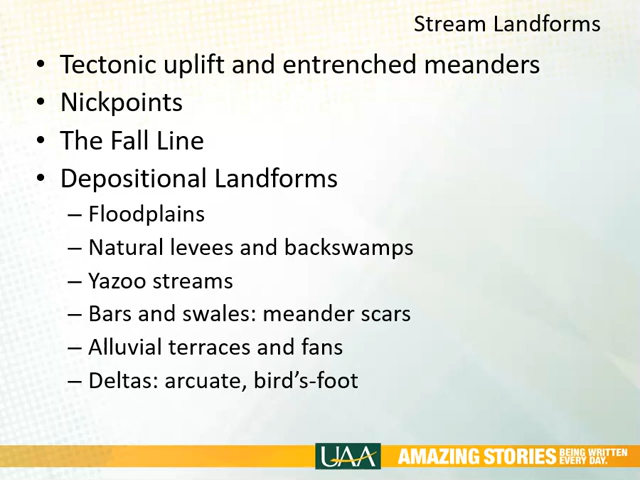 Stream Landforms
• Tectonic uplift and entrenched meanders
• Nickpoints
• The Fall Line
• Depositional Landforms
– Floodplains
– Natural levees and backswamps
– Yazoo streams
– Bars and swales: meander scars
– Alluvial terraces and fans
– Deltas: arcuate, bird’s-foot
UAA AMAZING STORIES BEING WRITTEN
EVERY DAY.